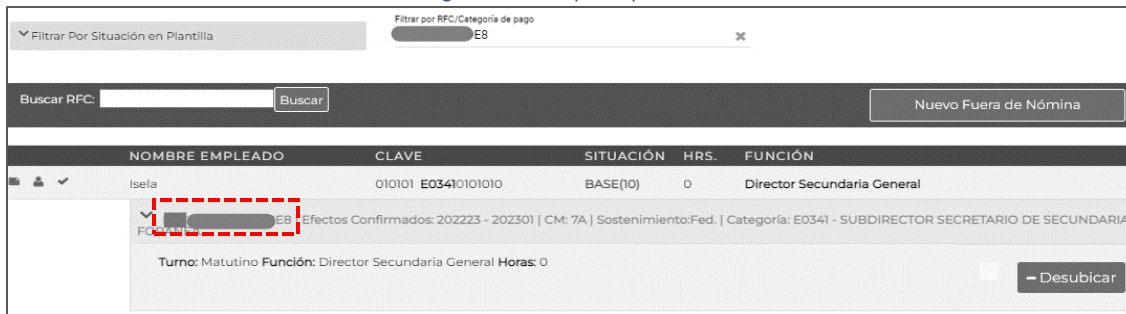 Filtrar por RFC/Categoría de pago
Filtrar Por Situación en Plantilla
E8
Buscar RFC:
Buscar
Nuevo Fuera de Nómina
NOMBRE EMPLEADO CLAVE SITUACIÓN HRS. FUNCIÓN
Isela 010101 E03410101010 BASE(10) 0 Director Secundaria General
E8 Efectos Confirmados: 202223 - 202301 | CM: 7A | Sostenimiento:Fed. | Categoría: E0341 - SUBDIRECTOR SECRETARIO DE SECUNDARIA
Turno: Matutino Función: Director Secundaria General Horas: 0
– Desubicar